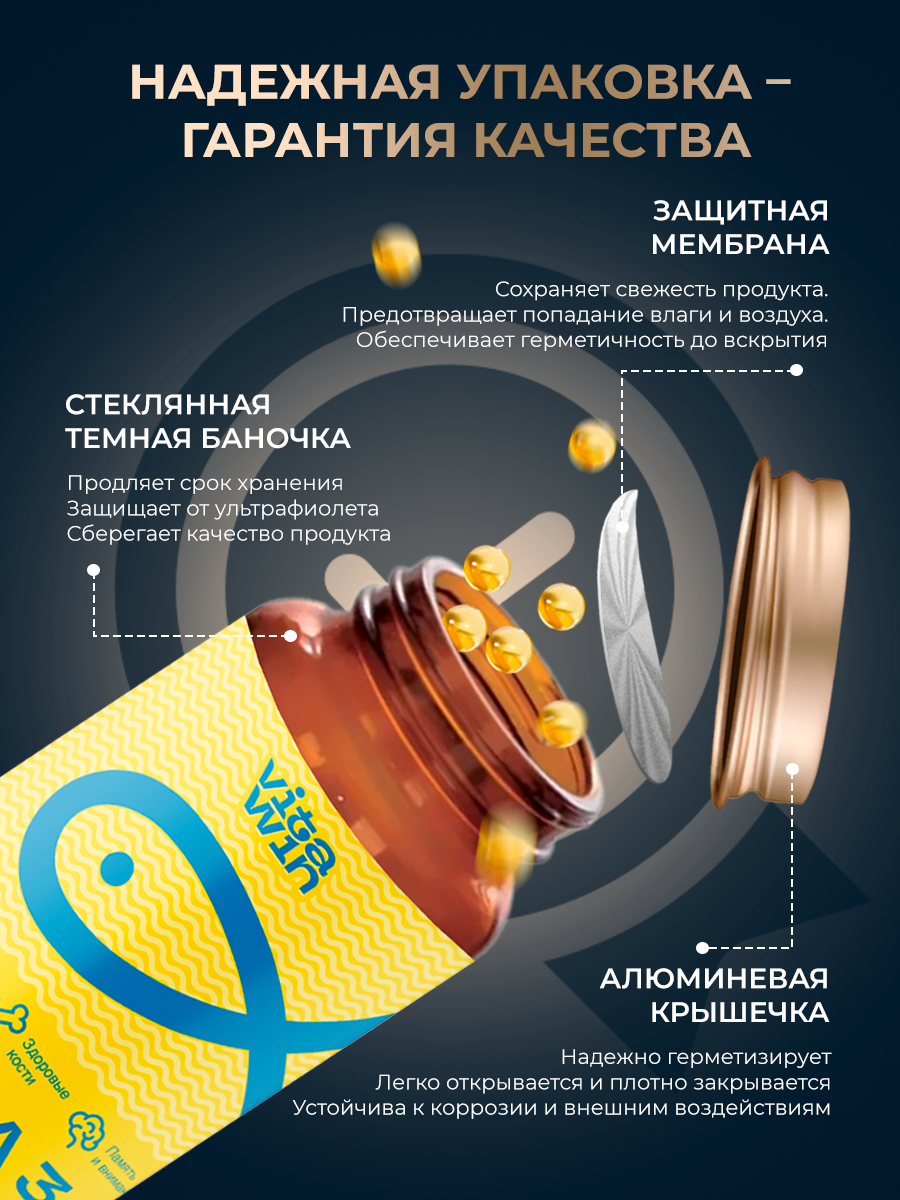 НАДЕЖНАЯ УПАКОВКА –
ГАРАНТИЯ КАЧЕСТВА
ЗАЩИТНАЯ
МЕМБРАНА
Сохраняет свежесть продукта.
Предотвращает попадание влаги и воздуха.
Обеспечивает герметичность до вскрытия
СТЕКЛЯННАЯ
ТЕМНАЯ БАНОЧКА
Продляет срок хранения
Защищает от ультрафиолета
Сберегает качество продукта
vita
win
АЛЮМИНЕВАЯ
КРЫШЕЧКА
Надежно герметизирует
Легко открывается и плотно закрывается
Устойчива к коррозии и внешним воздействиям
Здоровые
кости
Память